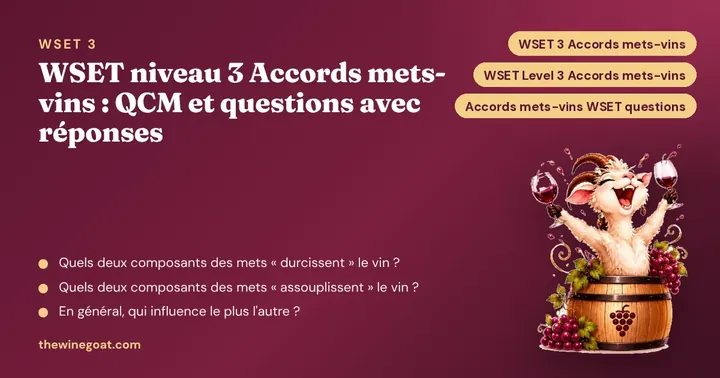 WSET 3
WSET niveau 3 Accords mets-
vins : QCM et questions avec
réponses
WSET 3 Accords mets-vins
WSET Level 3 Accords mets-vins
Accords mets-vins WSET questions
Quels deux composants des mets « durcissent » le vin ?
Quels deux composants des mets « assouplissent » le vin ?
En général, qui influence le plus l'autre ?
thewinegoat.com